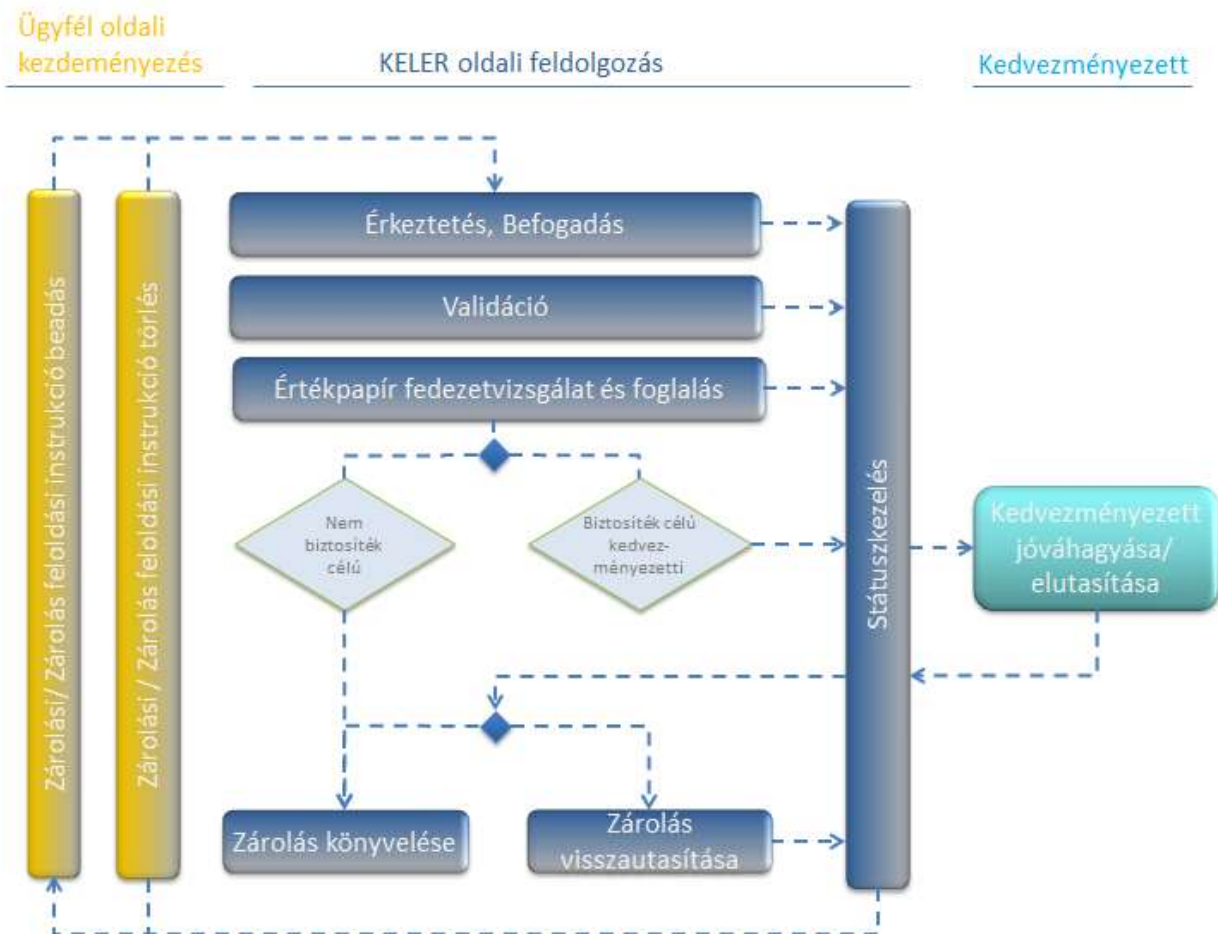 Ügyfél oldali
kezdeményezés
KELER oldali feldolgozás
Kedvezményezett
Zárolási/ Zárolás feloldási instrukció beadás
Zárolási / Zárolás feloldási instrukció törlés
Érkeztetés, Befogadás
Validáció
Értékpapír fedezetvizsgálat és foglalás
Nem
biztosíték
célú
Biztosíték célú
kedvez-
ményezetti
Státuszkezelés
Kedvezményezett
jóváhagyása/
elutasítása
Zárolás könyvelése
Zárolás
visszautasítása